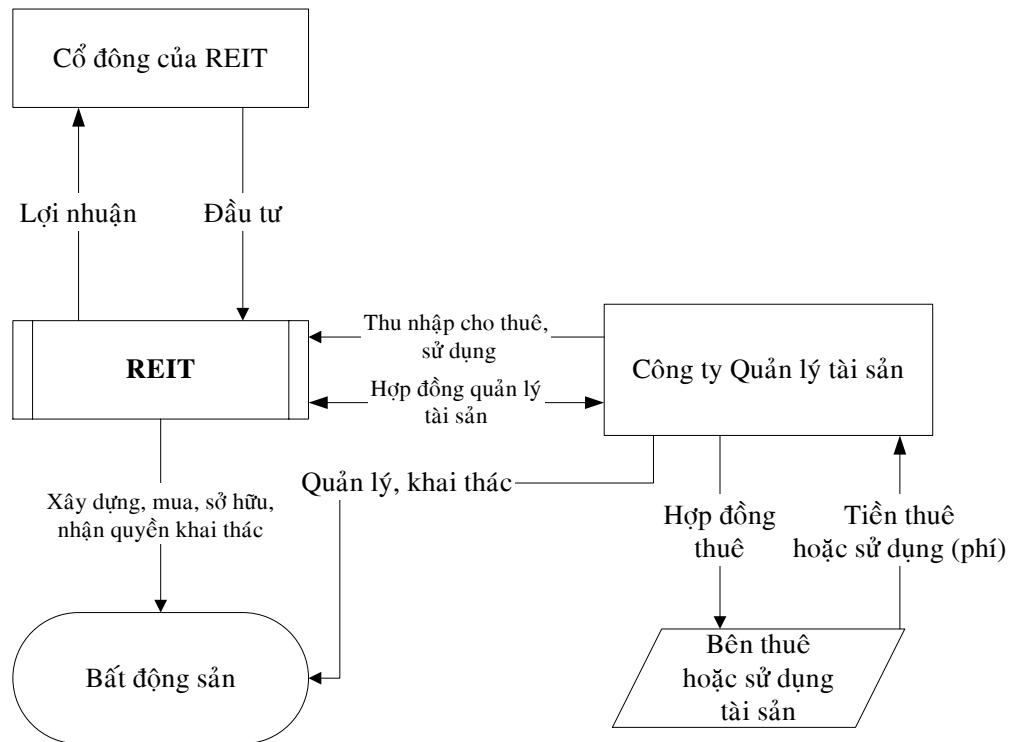 Cổ đông của REIT
Lợi nhuận
Đầu tư
REIT
Thu nhập cho thuê,
sử dụng
Hợp đồng quản lý
tài sản
Công ty Quản lý tài sản
Xây dựng, mua, sở hữu,
nhận quyền khai thác
Quản lý, khai thác
Hợp đồng
thuê
Tiền thuê
hoặc sử dụng (phí)
Bất động sản
Bên thuê
hoặc sử dụng
tài sản